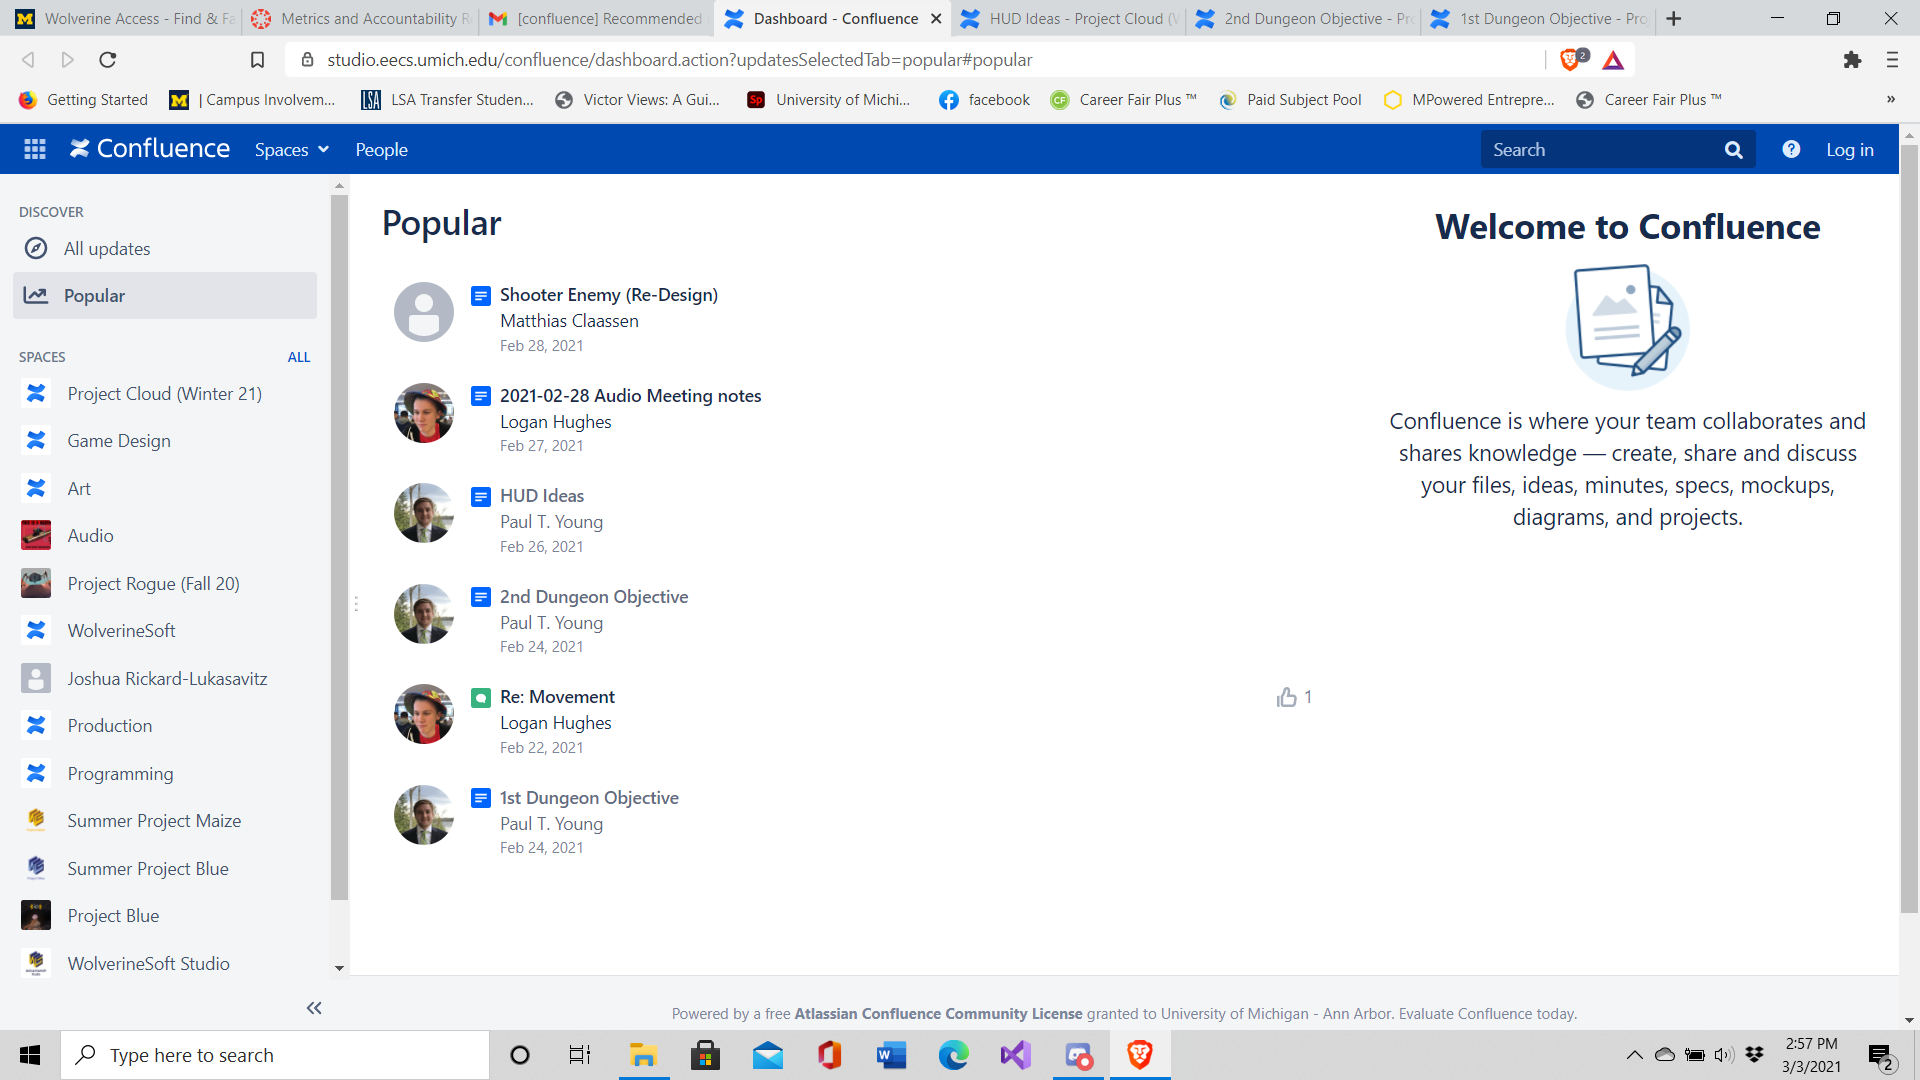 Wolverine Access - Find & Fa
Metrics and Accountability R
[confluence] Recommended
Dashboard - Confluence
HUD Ideas - Project Cloud (W
2nd Dungeon Objective - Pro
1st Dungeon Objective - Pro
studio.eecs.umich.edu/confluence/dashboard.action?updatesSelectedTab=popular#popular
2
Getting Started
| Campus Involvem...
LSA
LSA Transfer Studen...
Victor Views: A Gui...
Sp
University of Michi...
facebook
CF
Career Fair Plus ™
Paid Subject Pool
MPowered Entrepre...
Career Fair Plus ™
»
Confluence
Spaces
People
Search
Log in
DISCOVER
All updates
Popular
SPACES
ALL
Project Cloud (Winter 21)
Game Design
Art
Audio
Project Rogue (Fall 20)
WolverineSoft
Joshua Rickard-Lukasavitz
Production
Programming
Summer Project Maize
Summer Project Blue
Project Blue
WolverineSoft Studio
Popular
Shooter Enemy (Re-Design)
Matthias Claassen
Feb 28, 2021
2021-02-28 Audio Meeting notes
Logan Hughes
Feb 27, 2021
HUD Ideas
Paul T. Young
Feb 26, 2021
2nd Dungeon Objective
Paul T. Young
Feb 24, 2021
Re: Movement
1
Logan Hughes
Feb 22, 2021
1st Dungeon Objective
Paul T. Young
Feb 24, 2021
Welcome to Confluence
Confluence is where your team collaborates and
shares knowledge — create, share and discuss
your files, ideas, minutes, specs, mockups,
diagrams, and projects.
Powered by a free Atlassian Confluence Community License granted to University of Michigan - Ann Arbor. Evaluate Confluence today.
Type here to search
2:57 PM
3/3/2021
2